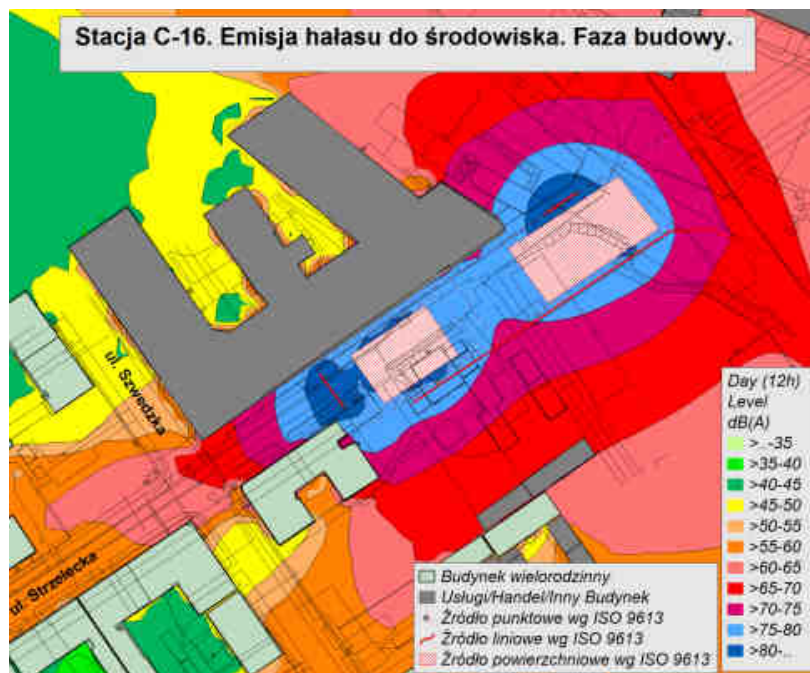 Stacja C-16. Emisja hałasu do środowiska. Faza budowy.
ul. Szwedzka
ul. Strzelecka
Day (12h)
Level
dB(A)
> -35
>35-40
>40-45
>45-50
>50-55
>55-60
>60-65
>65-70
>70-75
>75-80
>80-..
Budynek wielorodzinny
Usługi/Handel/Inny Budynek
Źródło punktowe wg ISO 9613
Źródło liniowe wg ISO 9613
Źródło powierzchniowe wg ISO 9613